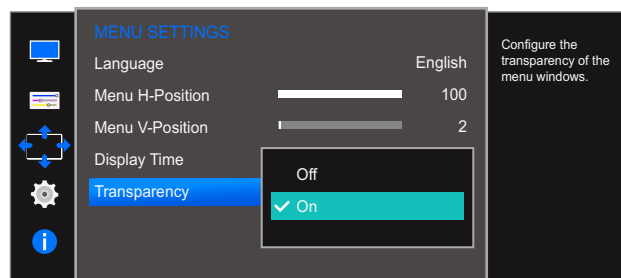 MENU SETTINGS
Language English
Menu H-Position 100
Menu V-Position 2
Display Time
Transparency
Off
On
Configure the
transparency of the
menu windows.